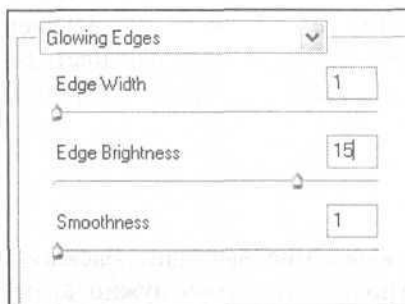 Glowing Edges
Edge Width 1
Edge Brightness 15
Smoothness 1